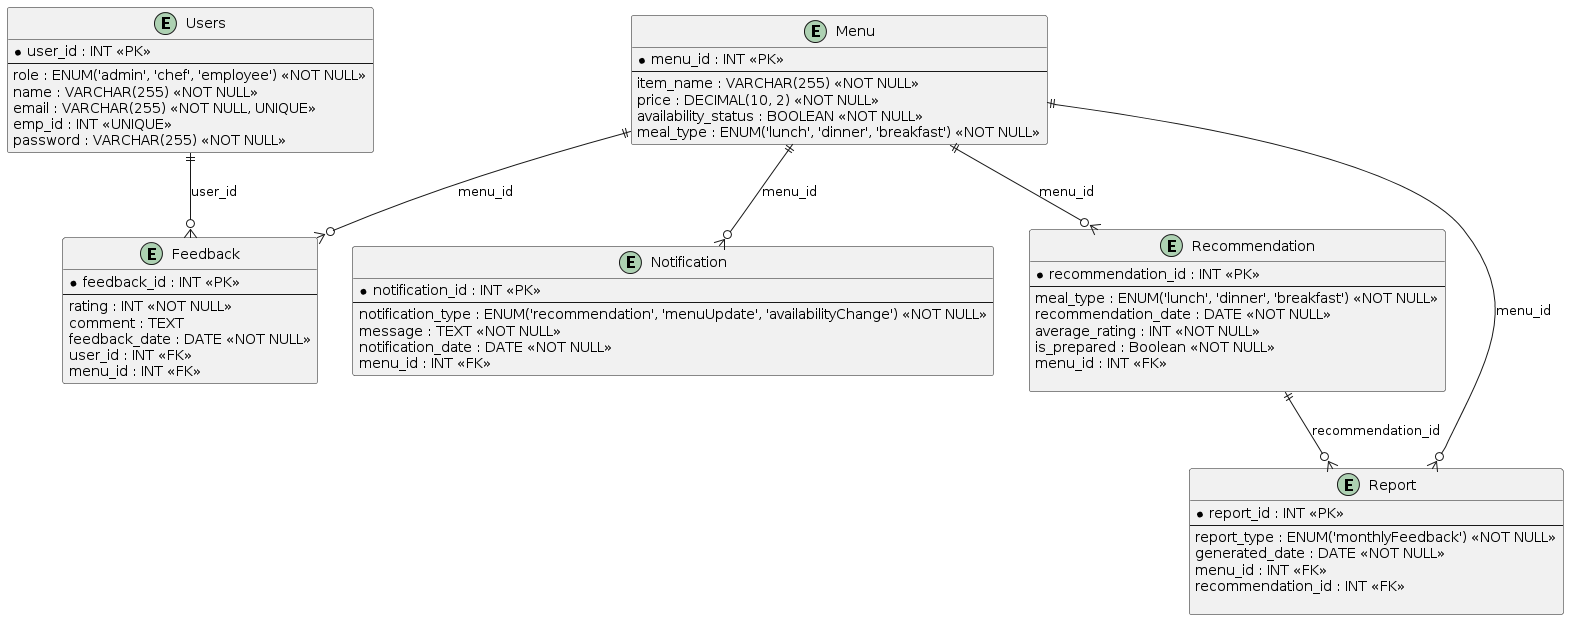 E Users
* user_id : INT «PK»
role : ENUM('admin', 'chef', 'employee') «NOT NULL»
name : VARCHAR(255) «NOT NULL»
email : VARCHAR(255) «NOT NULL, UNIQUE»
emp_id : INT «UNIQUE»
password : VARCHAR(255) «NOT NULL»
E Menu
* menu_id : INT «PK»
item_name : VARCHAR(255) «NOT NULL»
price : DECIMAL(10, 2) «NOT NULL»
availability_status : BOOLEAN «NOT NULL»
meal_type : ENUM('lunch', 'dinner', 'breakfast') «NOT NULL»
user_id
menu_id
menu_id
menu_id
menu_id
E Feedback
* feedback_id : INT «PK»
rating : INT «NOT NULL»
comment : TEXT
feedback_date : DATE «NOT NULL»
user_id : INT «FK»
menu_id : INT «FK»
E Notification
* notification_id : INT «PK»
notification_type : ENUM('recommendation', 'menuUpdate', 'availabilityChange') «NOT NULL»
message : TEXT «NOT NULL»
notification_date : DATE «NOT NULL»
menu_id : INT «FK»
E Recommendation
* recommendation_id : INT «PK»
meal_type : ENUM('lunch', 'dinner', 'breakfast') «NOT NULL»
recommendation_date : DATE «NOT NULL»
average_rating : INT «NOT NULL»
is_prepared : Boolean «NOT NULL»
menu_id : INT «FK»
recommendation_id
E Report
* report_id : INT «PK»
report_type : ENUM('monthlyFeedback') «NOT NULL»
generated_date : DATE «NOT NULL»
menu_id : INT «FK»
recommendation_id : INT «FK»